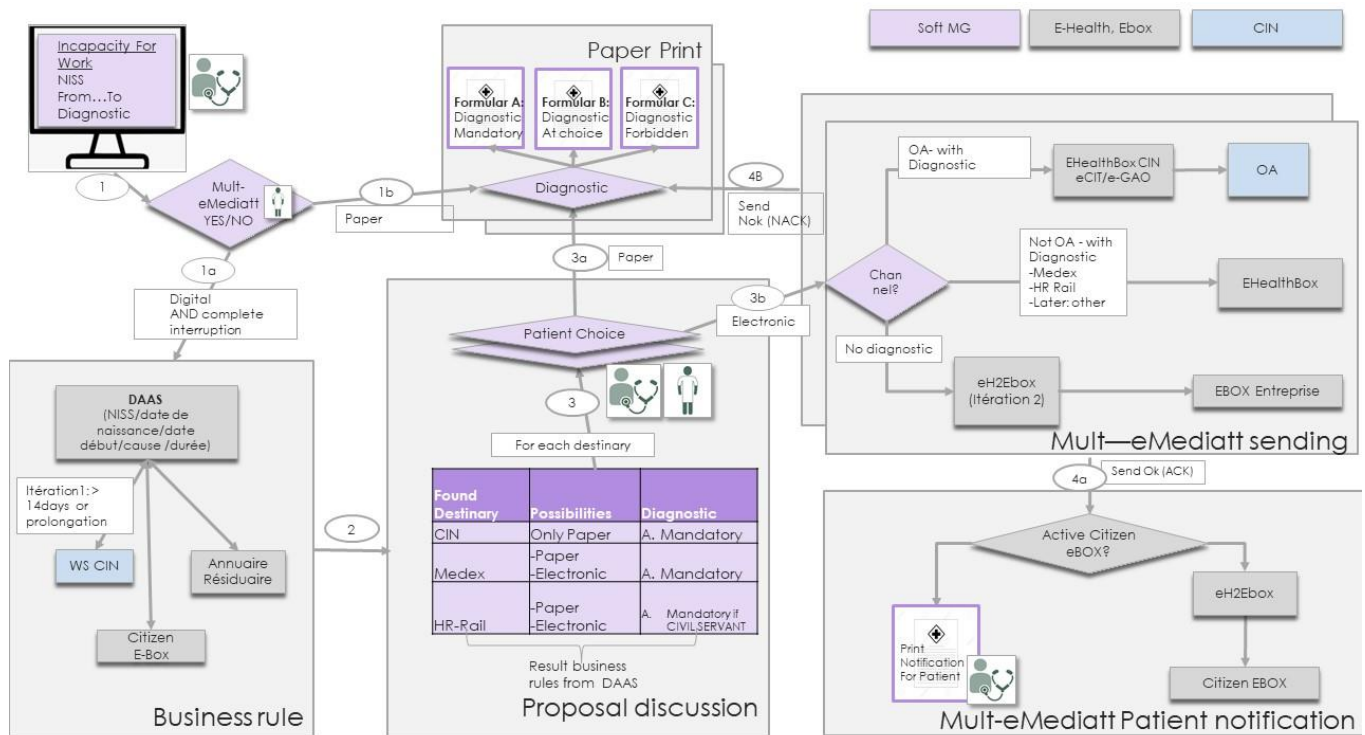 Incapacity For
Work
NISS
From…To
Diagnostic
Soft MG
E-Health, Ebox
CIN
Paper Print
Formular A:
Diagnostic
Mandatory
Formular B:
Diagnostic
At choice
Formular C:
Diagnostic
Forbidden
Diagnostic
1
Mult-
eMediatt
YES/NO
1b
Paper
1a
Digital
AND complete
interruption
4B
Send
Nok (NACK)
3a
Paper
3b
Electronic
OA- with
Diagnostic
EHealthBox CIN
eCIT/e-GAO
OA
Chan
nel?
Not OA - with
Diagnostic
-Medex
-HR Rail
-Later: other
EHealthBox
No diagnostic
eH2Ebox
(Itération 2)
EBOX Entreprise
Mult—eMediatt sending
DAAS
(NISS/date de
naissance/date
début/cause /durée)
Itération1: >
14days or
prolongation
WS CIN
Annuaire
Résiduaire
Citizen
E-Box
Business rule
2
Patient Choice
3
For each destinary
Found
Destinary
Possibilities
Diagnostic
CIN
Only Paper
A. Mandatory
Medex
-Paper
-Electronic
A. Mandatory
HR-Rail
-Paper
-Electronic
A. Mandatory if
CIVIL SERVANT
Result business
rules from DAAS
Proposal discussion
4a
Send Ok (ACK)
Active Citizen
eBOX?
Print
Notification
For Patient
eH2Ebox
Citizen EBOX
Mult-eMediatt Patient notification